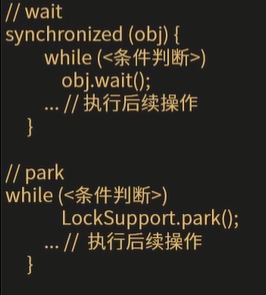 // wait
synchronized (obj) {
while (<条件判断>)
obj.wait();
... // 执行后续操作
}
// park
while (<条件判断>)
LockSupport.park();
... // 执行后续操作
}